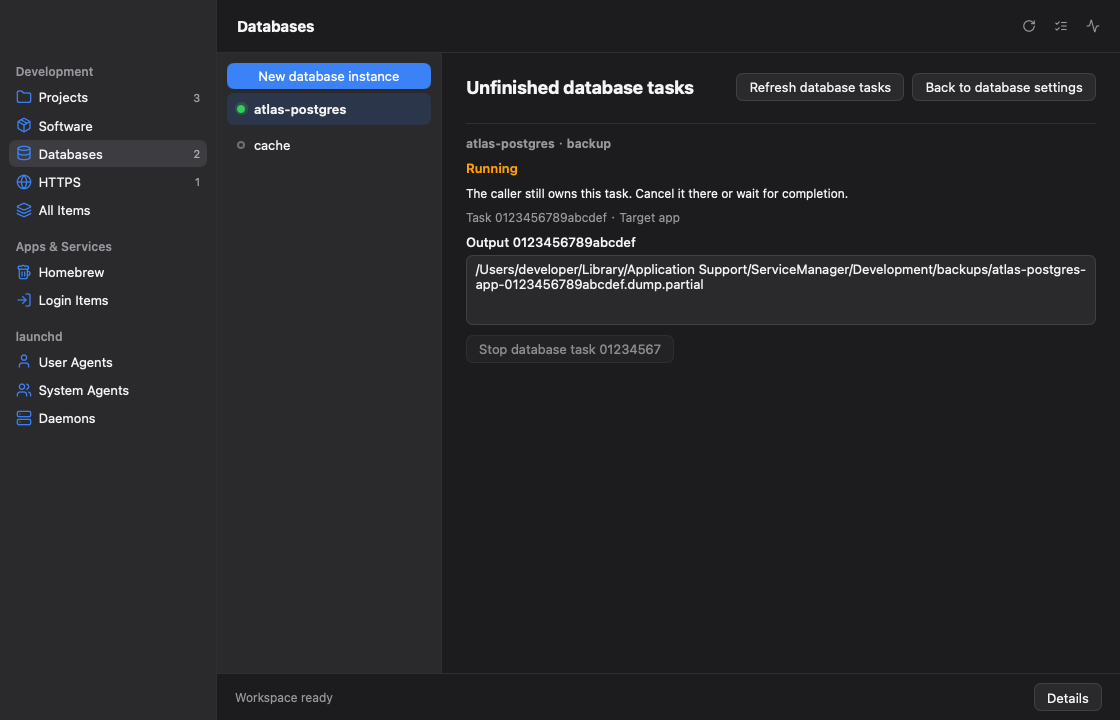 Databases
Development
Projects 3
Software
Databases 2
HTTPS 1
All Items
Apps & Services
Homebrew
Login Items
launchd
User Agents
System Agents
Daemons
New database instance
atlas-postgres
cache
Unfinished database tasks
Refresh database tasks
Back to database settings
atlas-postgres · backup
Running
The caller still owns this task. Cancel it there or wait for completion.
Task 0123456789abcdef · Target app
Output 0123456789abcdef
/Users/developer/Library/Application Support/ServiceManager/Development/backups/atlas-postgres-
app-0123456789abcdef.dump.partial
Stop database task 01234567
Workspace ready
Details